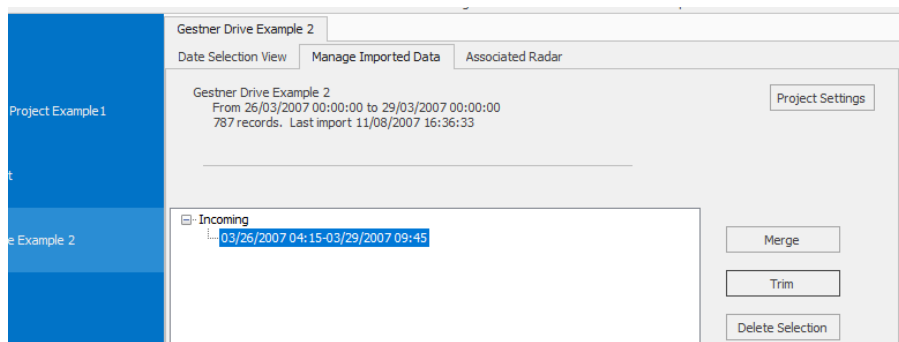 Gestner Drive Example 2
Date Selection View Manage Imported Data Associated Radar
Gestner Drive Example 2
From 26/03/2007 00:00:00 to 29/03/2007 00:00:00
787 records. Last import 11/08/2007 16:36:33
Project Settings
Project Example1
t
e Example 2
Incoming
03/26/2007 04:15-03/29/2007 09:45
Merge
Trim
Delete Selection